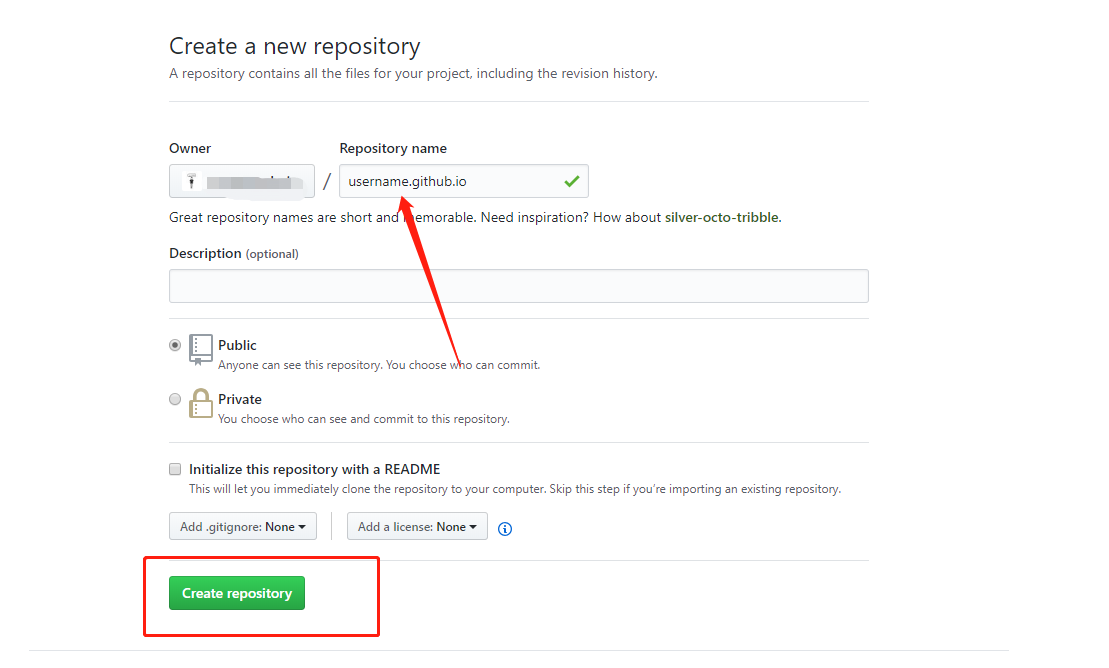 Create a new repository
A repository contains all the files for your project, including the revision history.
Owner
Repository name
/
username.github.io
Great repository names are short and memorable. Need inspiration? How about silver-octo-tribble.
Description (optional)
Public
Anyone can see this repository. You choose who can commit.
Private
You choose who can see and commit to this repository.
Initialize this repository with a README
This will let you immediately clone the repository to your computer. Skip this step if you're importing an existing repository.
Add .gitignore: None
Add a license: None
Create repository